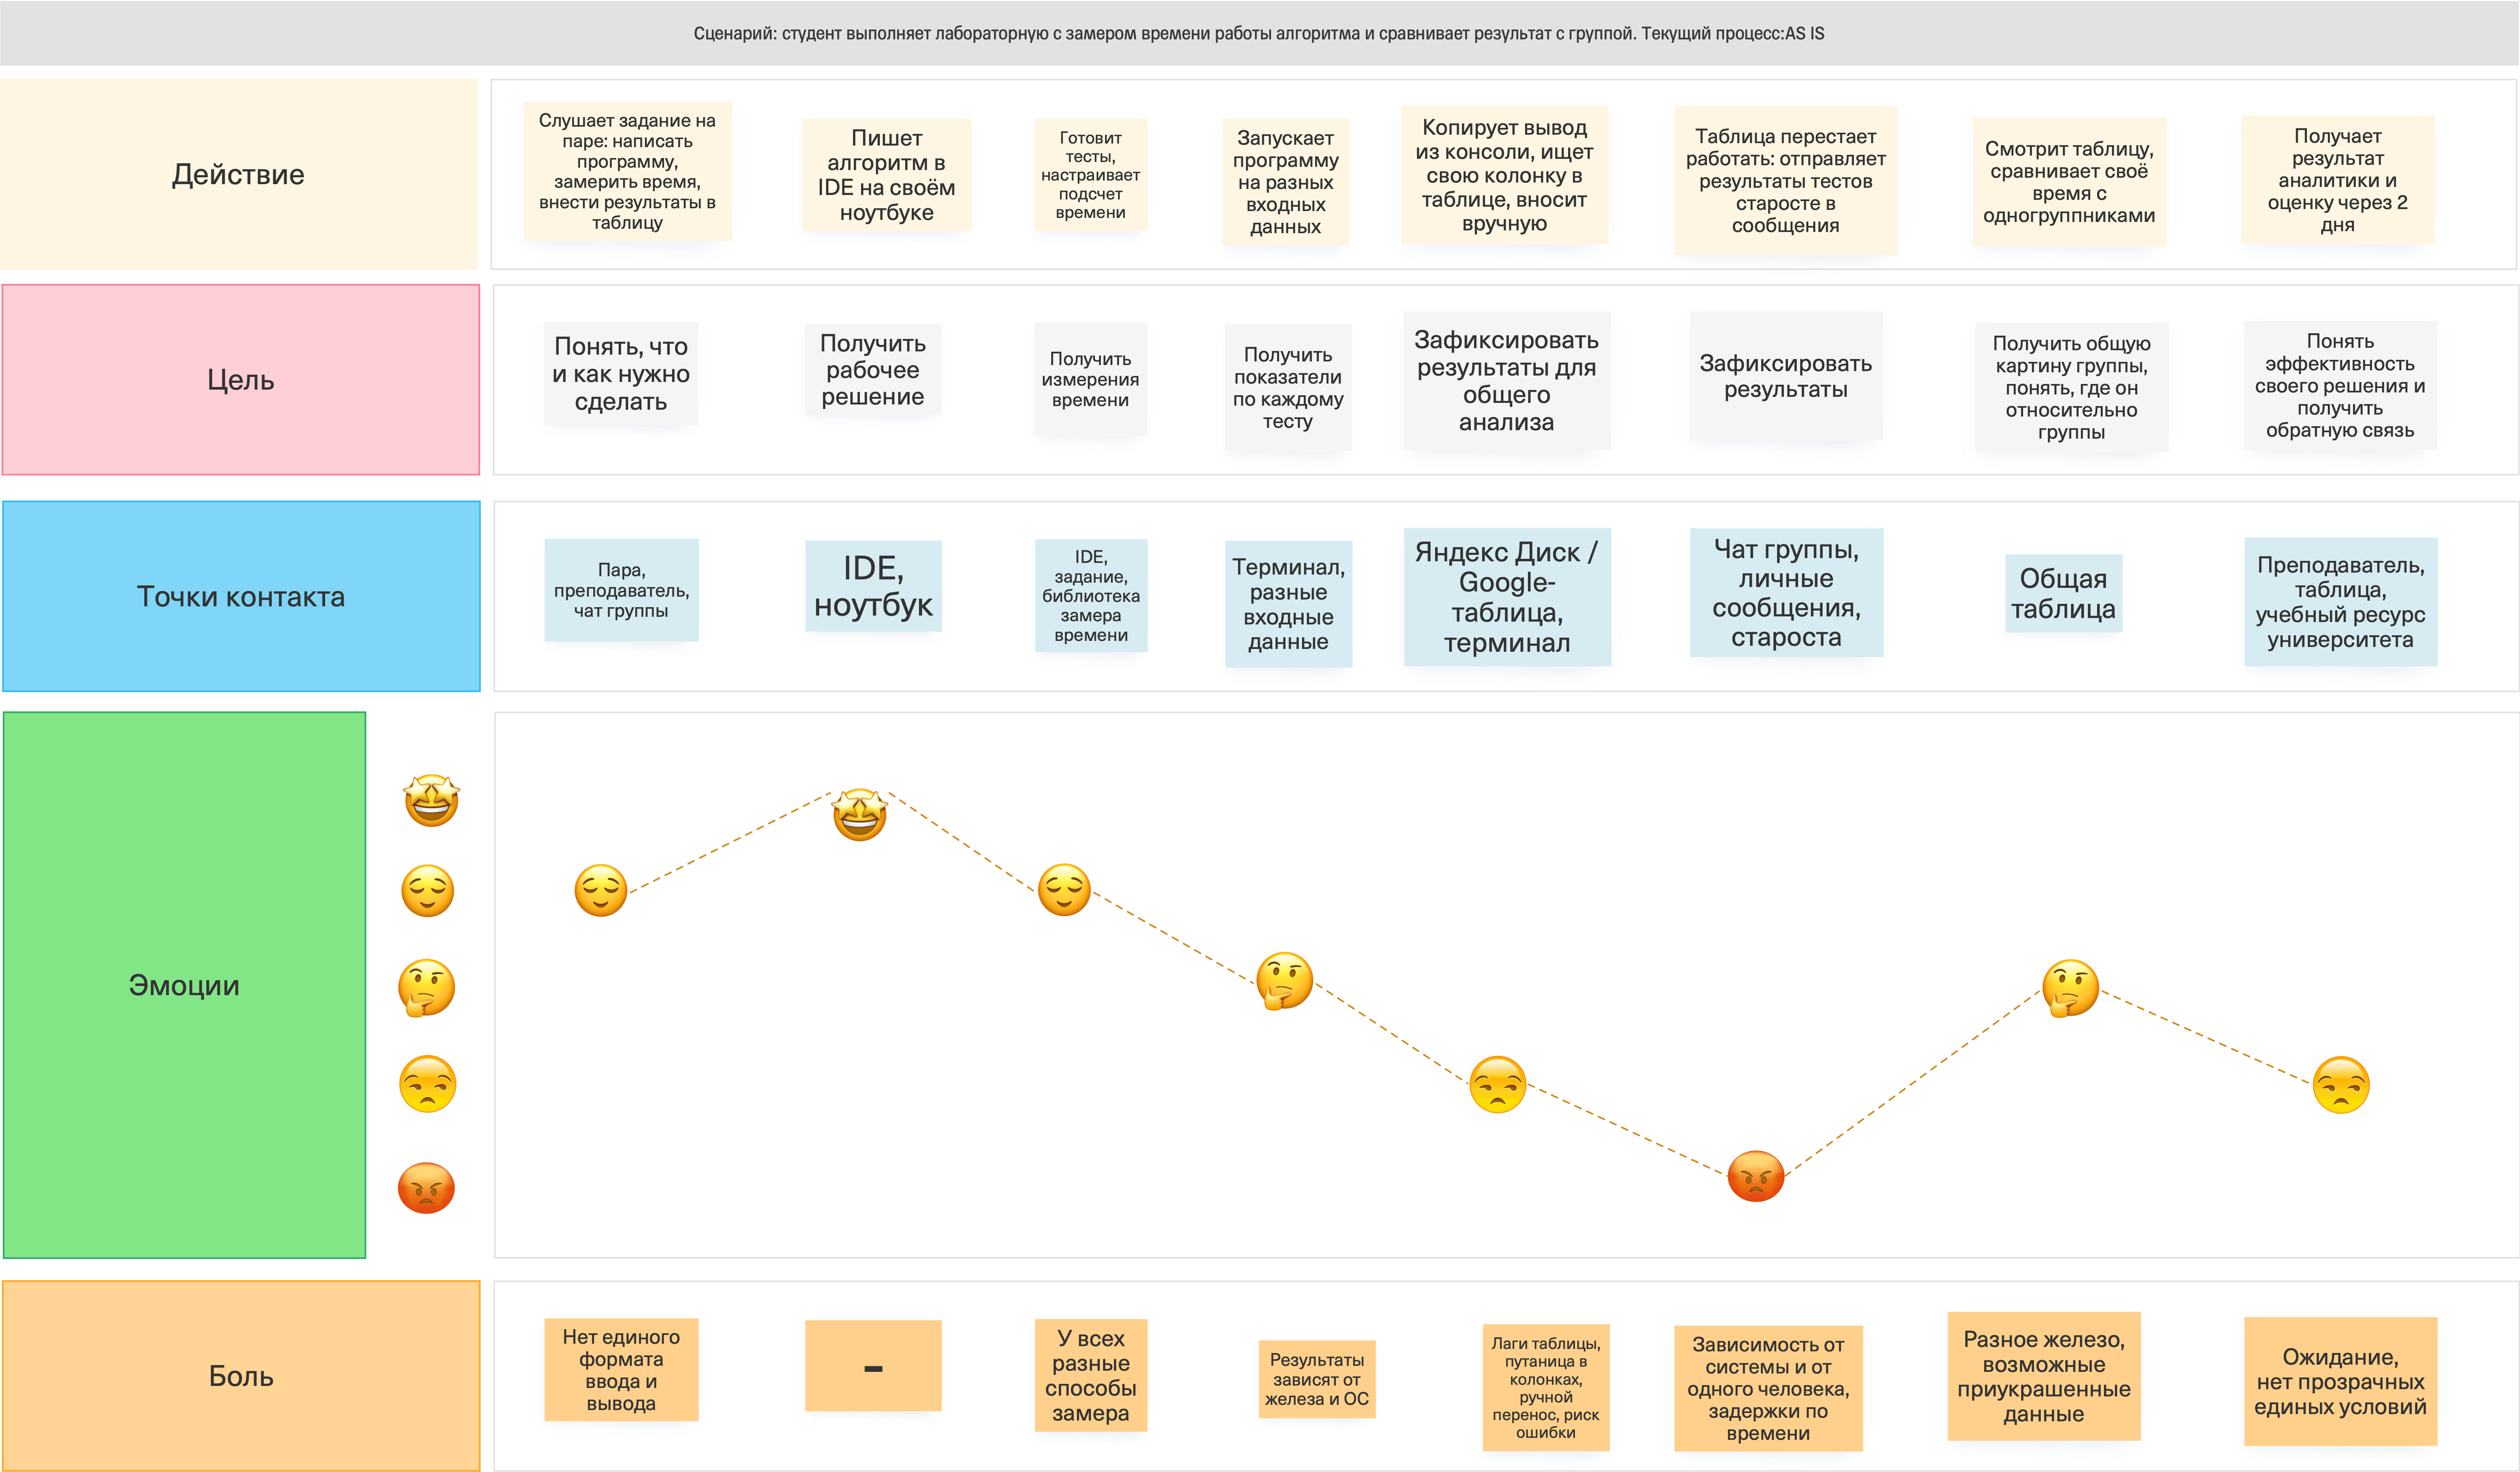 Сценарий: студент выполняет лабораторную с замером времени работы алгоритма и сравнивает результат с группой. Текущий процесс:AS IS
Действие
Слушает задание на
паре: написать
программу,
замерить время,
внести результаты в
таблицу
Пишет
алгоритм в
IDE на своём
ноутбуке
Готовит
тесты,
настраивает
подсчет
времени
Запускает
программу
на разных
входных
данных
Копирует вывод
из консоли, ищет
свою колонку в
таблице, вносит
вручную
Таблица перестает
работать: отправляет
результаты тестов
старосте в
сообщения
Смотрит таблицу,
сравнивает своё
время с
одногруппниками
Получает
результат
аналитики и
оценку через 2
дня
Цель
Понять, что
и как нужно
сделать
Получить
рабочее
решение
Получить
измерения
времени
Получить
показатели
по каждому
тесту
Зафиксировать
результаты для
общего
анализа
Зафиксировать
результаты
Получить общую
картину группы,
понять, где он
относительно
группы
Понять
эффективность
своего решения и
получить
обратную связь
Точки контакта
Пара,
преподаватель,
чат группы
IDE,
ноутбук
IDE,
задание,
библиотека
замера
времени
Терминал,
разные
входные
данные
Яндекс Диск /
Google-
таблица,
терминал
Чат группы,
личные
сообщения,
староста
Общая
таблица
Преподаватель,
таблица,
учебный ресурс
университета
Эмоции
Боль
Нет единого
формата
ввода и
вывода
–
У всех
разные
способы
замера
Результаты
зависят от
железа и ОС
Лаги таблицы,
путаница в
колонках,
ручной
перенос, риск
ошибки
Зависимость от
системы и от
одного человека,
задержки по
времени
Разное железо,
возможные
приукрашенные
данные
Ожидание,
нет прозрачных
единых условий